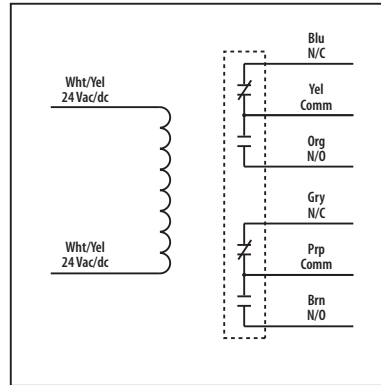 Wht/Yel
24 Vac/dc
Wht/Yel
24 Vac/dc
Blu
N/C
Yel
Comm
Org
N/O
Gry
N/C
Prp
Comm
Brn
N/O